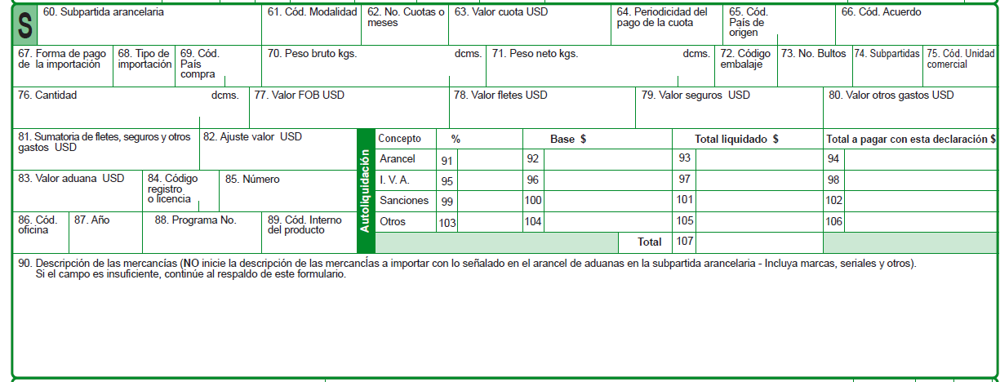 S
60. Subpartida arancelaria
61. Cód. Modalidad
62. No. Cuotas o
meses
63. Valor cuota USD
64. Periodicidad del
pago de la cuota
65. Cód.
País de
origen
66. Cód. Acuerdo
67. Forma de pago
de la importación
68. Tipo de
importación
69. Cód.
País
compra
70. Peso bruto kgs. dcms.
71. Peso neto kgs. dcms.
72. Código
embalaje
73. No. Bultos
74. Subpartidas
75. Cód. Unidad
comercial
76. Cantidad dcms.
77. Valor FOB USD
78. Valor fletes USD
79. Valor seguros USD
80. Valor otros gastos USD
81. Sumatoria de fletes, seguros y otros
gastos USD
82. Ajuste valor USD
83. Valor aduana USD
84. Código
registro
o licencia
85. Número
86. Cód.
oficina
87. Año
88. Programa No.
89. Cód. Interno
del producto
Autoliquidación
Concepto % Base $ Total liquidado $ Total a pagar con esta declaración $
Arancel 91 92 93 94
I. V. A. 95 96 97 98
Sanciones 99 100 101 102
Otros 103 104 105 106
Total 107
90. Descripción de las mercancías (NO inicie la descripción de las mercancÍas a importar con lo señalado en el arancel de aduanas en la subpartida arancelaria - Incluya marcas, seriales y otros).
Si el campo es insuficiente, continúe al respaldo de este formulario.